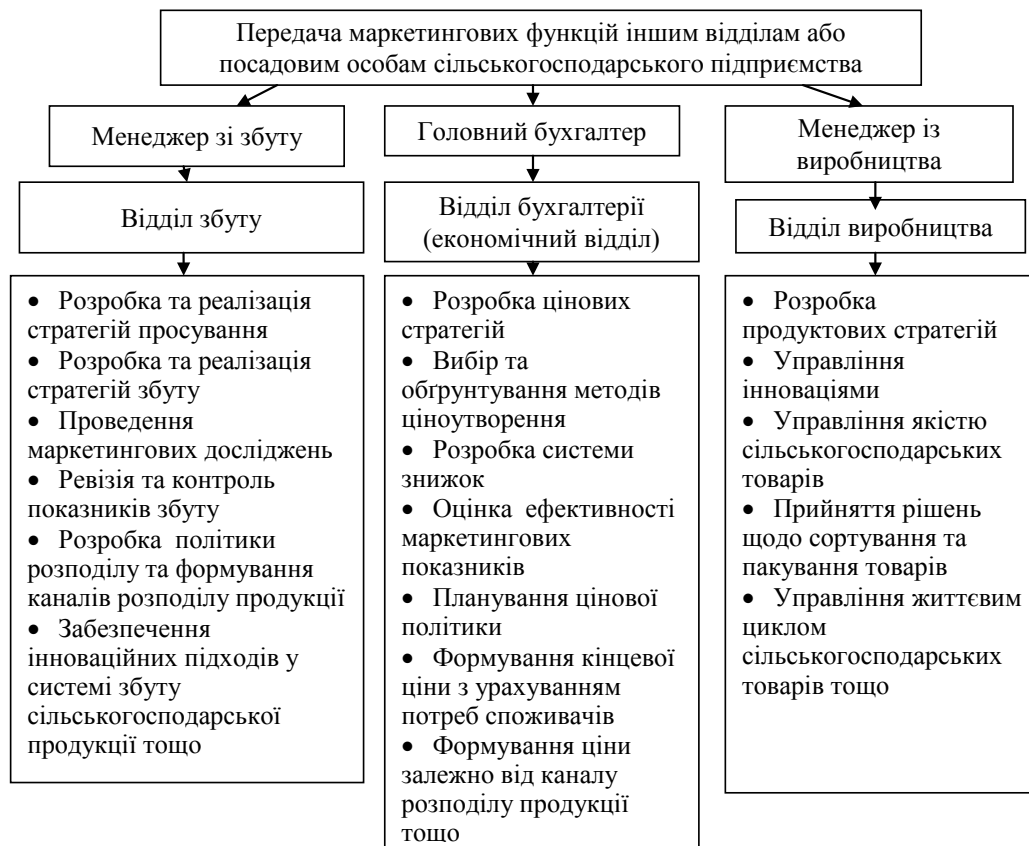 Передача маркетингових функцій іншим відділам або
посадовим особам сільськогосподарського підприємства
Менеджер зі збуту
Головний бухгалтер
Менеджер із
виробництва
Відділ збуту
Відділ бухгалтерії
(економічний відділ)
Відділ виробництва
• Розробка та реалізація
стратегій просування
• Розробка та реалізація
стратегій збуту
• Проведення
маркетингових досліджень
• Ревізія та контроль
показників збуту
• Розробка політики
розподілу та формування
каналів розподілу продукції
• Забезпечення
інноваційних підходів у
системі збуту
сільськогосподарської
продукції тощо
• Розробка цінових
стратегій
• Вибір та
обґрунтування методів
ціноутворення
• Розробка системи
знижок
• Оцінка ефективності
маркетингових
показників
• Планування цінової
політики
• Формування кінцевої
ціни з урахуванням
потреб споживачів
• Формування ціни
залежно від каналу
розподілу продукції
тощо
• Розробка
продуктових стратегій
• Управління
інноваціями
• Управління якістю
сільськогосподарських
товарів
• Прийняття рішень
щодо сортування та
пакування товарів
• Управління життєвим
циклом
сільськогосподарських
товарів тощо